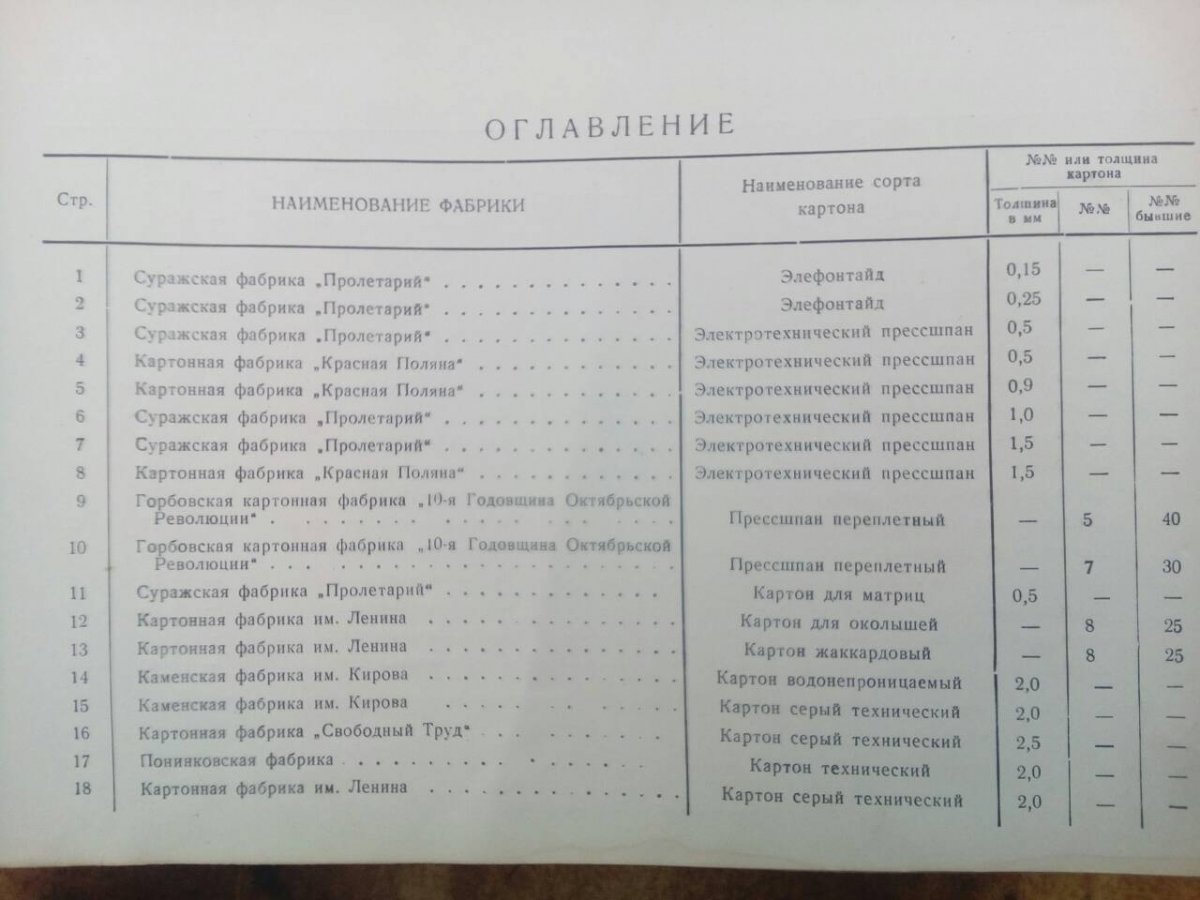 ОГЛАВЛЕНИЕ
Стр. НАИМЕНОВАНИЕ ФАБРИКИ Наименование сорта картона №№ или толщина картона
Толщина в мм №№ №№ бывшие
1 Суражская фабрика „Пролетарий“ . . . . . . . . . . . . . . Элефонтайд 0,15 — —
2 Суражская фабрика „Пролетарий“ . . . . . . . . . . . . . . Элефонтайд 0,25 — —
3 Суражская фабрика „Пролетарий“ . . . . . . . . . . . . . . Электротехнический прессшпан 0,5 — —
4 Картонная фабрика „Красная Поляна“ . . . . . . . . . . . . Электротехнический прессшпан 0,5 — —
5 Картонная фабрика „Красная Поляна“ . . . . . . . . . . . . Электротехнический прессшпан 0,9 — —
6 Суражская фабрика „Пролетарий“ . . . . . . . . . . . . . . Электротехнический прессшпан 1,0 — —
7 Суражская фабрика „Пролетарий“ . . . . . . . . . . . . . . Электротехнический прессшпан 1,5 — —
8 Картонная фабрика „Красная Поляна“ . . . . . . . . . . . . Электротехнический прессшпан 1,5 — —
9 Горбовская картонная фабрика „10-я Годовщина Октябрьской
Революции“ . . . . . . . . . . . . . . . . . . Прессшпан переплетный — 5 40
10 Горбовская картонная фабрика „10-я Годовщина Октябрьской
Революции“ . . . . . . . . . . . . . . . . . . Прессшпан переплетный — 7 30
11 Суражская фабрика „Пролетарий“ . . . . . . . . . . . . . Картон для матриц 0,5 — —
12 Картонная фабрика им. Ленина . . . . . . . . . . . . . . . Картон для околышей — 8 25
13 Картонная фабрика им. Ленина . . . . . . . . . . . . . . . Картон жаккардовый — 8 25
14 Каменская фабрика им. Кирова . . . . . . . . . . . . . . . Картон водонепроницаемый 2,0 — —
15 Каменская фабрика им. Кирова . . . . . . . . . . . Картон серый технический 2,0 — —
16 Картонная фабрика „Свободный Труд“ . . . . . . . . . . Картон серый технический 2,5 — —
17 Понинковская фабрика . . . . . . . . . . . . . . . . Картон технический 2,0 — —
18 Картонная фабрика им. Ленина . . . . . . . . . . . . . . . Картон серый технический 2,0 — —